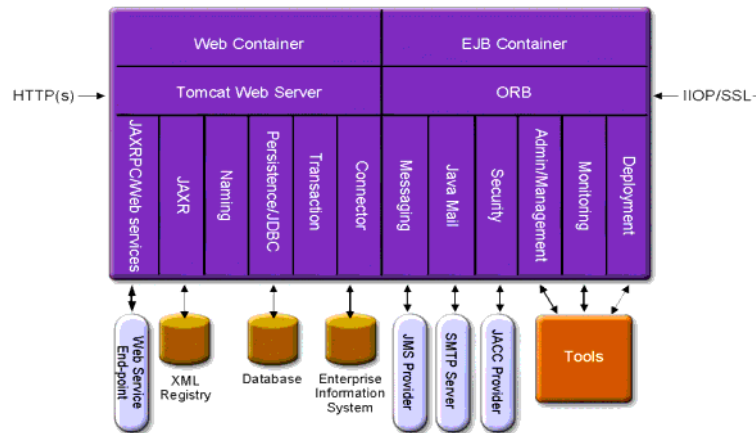 Web Container
EJB Container
HTTP(s)
Tomcat Web Server
ORB
IIOP/SSL
JAXRPC/Web services
JAXR
Naming
Persistence/JDBC
Transaction
Connector
Messaging
Java Mail
Security
Admin/Management
Monitoring
Deployment
Web Service
End-point
XML
Registry
Database
Enterprise
Information
System
JMS Provider
SMTP Server
JACC Provider
Tools